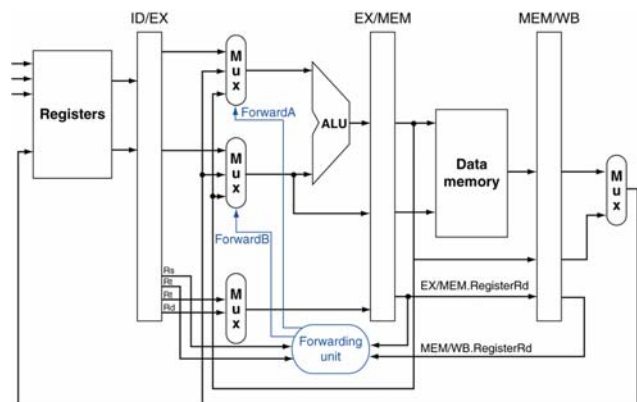 ID/EX
EX/MEM
MEM/WB
Mux
Registers
ForwardA
ALU
Mux
Data
memory
Mux
ForwardB
Rs
Rt
Rt
Rd
Mux
EX/MEM.RegisterRd
Forwarding
unit
MEM/WB.RegisterRd